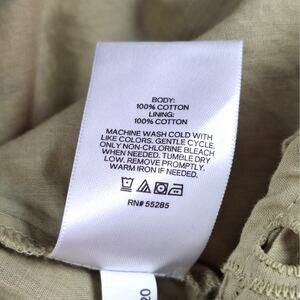 BODY:
100% COTTON
LINING:
100% COTTON
MACHINE WASH COLD WITH
LIKE COLORS. GENTLE CYCLE.
ONLY NON-CHLORINE BLEACH
WHEN NEEDED. TUMBLE DRY
LOW. REMOVE PROMPTLY.
WARM IRON IF NEEDED.
RN# 55285